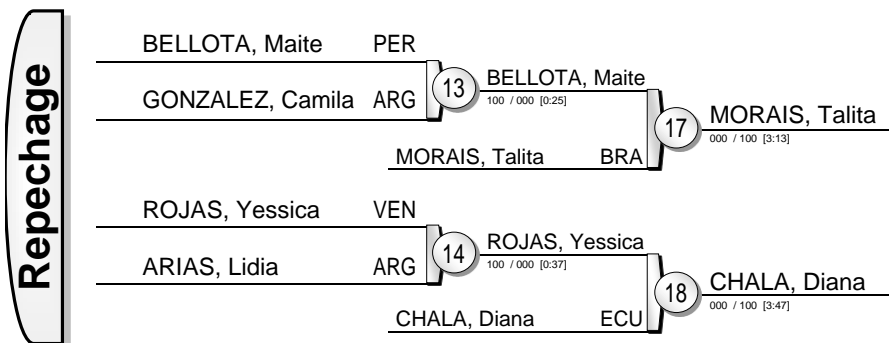 Repechage
BELLOTA, Maite PER
GONZALEZ, Camila ARG
13
BELLOTA, Maite
100 / 000 [0:25]
MORAIS, Talita BRA
17
MORAIS, Talita
000 / 100 [3:13]
ROJAS, Yessica VEN
ARIAS, Lidia ARG
14
ROJAS, Yessica
100 / 000 [0:37]
CHALA, Diana ECU
18
CHALA, Diana
000 / 100 [3:47]